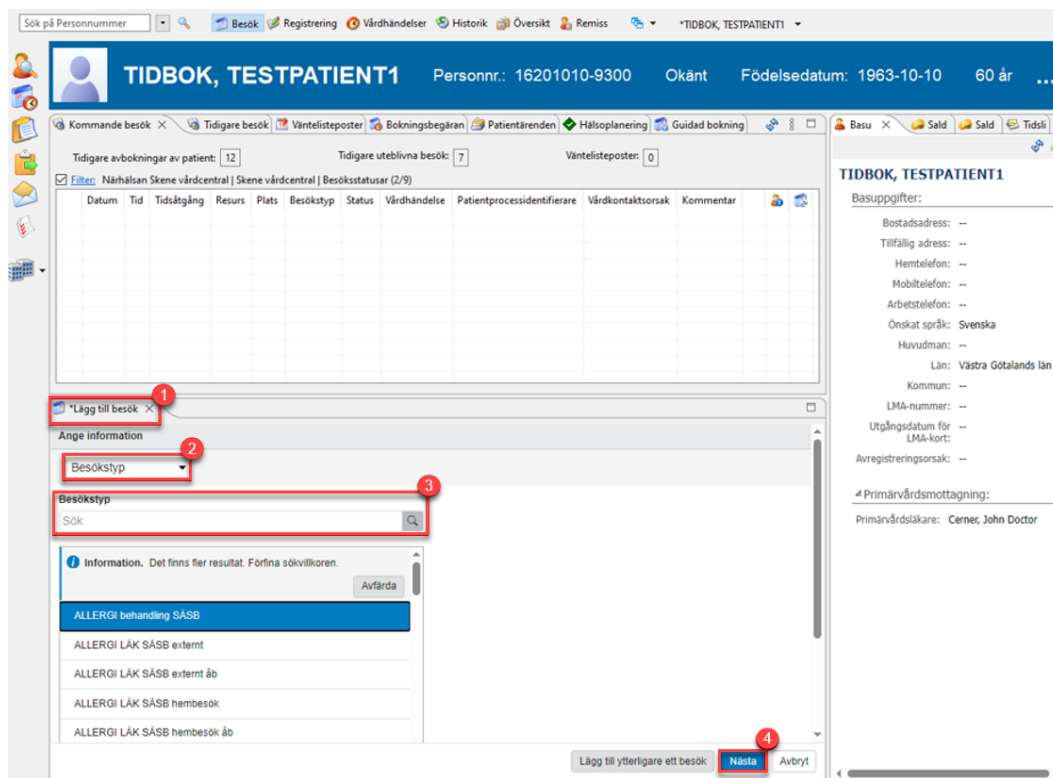 Sök på Personnummer
Besök
Registrering
Vårdhändelser
Historik
Översikt
Remiss
*TIDBOK, TESTPATIENT1
TIDBOK, TESTPATIENT1 Personnr.: 16201010-9300 Okänt Födelsedatum: 1963-10-10 60 år ...
Kommande besök
Tidigare besök
Väntelisteposter
Bokningsbegäran
Patientärenden
Hälsoplanering
Guidad bokning
Tidigare avbokningar av patient: 12 Tidigare uteblivna besök: 7 Väntelisteposter: 0
Filter: Närhälsan Skene vårdcentral | Skene vårdcentral | Besöksstatusar (2/9)
Datum Tid Tidsåtgång Resurs Plats Besökstyp Status Vårdhändelse Patientprocessidentifierare Vårdkontaktsorsak Kommentar
1
*Lägg till besök
Ange information
2
Besökstyp
3
Besökstyp
Sök
Information. Det finns fler resultat. Förfina sökvillkoren.
Avfärda
ALLERGI behandling SÄSB
ALLERGI LÄK SÄSB externt
ALLERGI LÄK SÄSB externt åb
ALLERGI LÄK SÄSB hembesök
ALLERGI LÄK SÄSB hembesök åb
4
Lägg till ytterligare ett besök Nästa Avbryt
Basu
Sald
Sald
Tidsli
TIDBOK, TESTPATIENT1
Basuppgifter:
Bostadsadress: --
Tillfällig adress: --
Hemtelefon: --
Mobiltelefon: --
Arbetstelefon: --
Önskat språk: Svenska
Huvudman: --
Län: Västra Götalands län
Kommun: --
LMA-nummer: --
Utgångsdatum för --
LMA-kort:
Avregistreringsorsak: --
Primärvårdsmottagning:
Primärvårdsläkare: Cerner, John Doctor